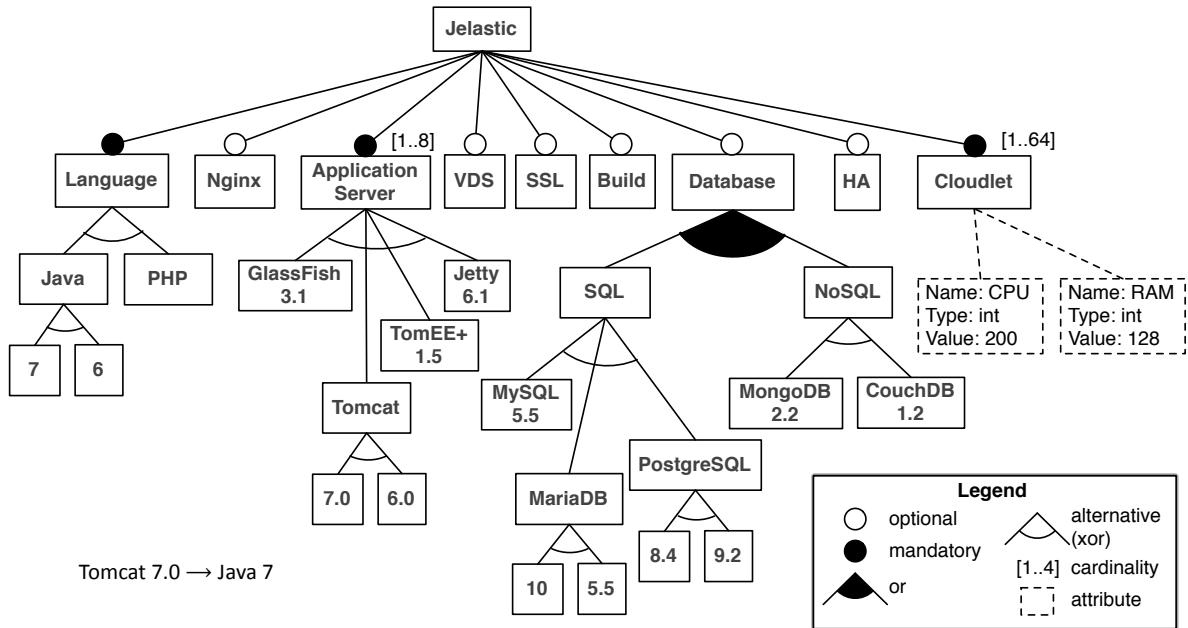 Jelastic
[1..8]
[1..64]
Language
Nginx
Application
Server
VDS
SSL
Build
Database
HA
Cloudlet
Java
PHP
GlassFish
3.1
Jetty
6.1
SQL
NoSQL
Name: CPU
Type: int
Value: 200
Name: RAM
Type: int
Value: 128
TomEE+
1.5
7
6
MySQL
5.5
MongoDB
2.2
CouchDB
1.2
Tomcat
PostgreSQL
7.0
6.0
MariaDB
8.4
9.2
10
5.5
Tomcat 7.0 → Java 7
Legend
optional
alternative
(xor)
mandatory
[1..4] cardinality
or
attribute